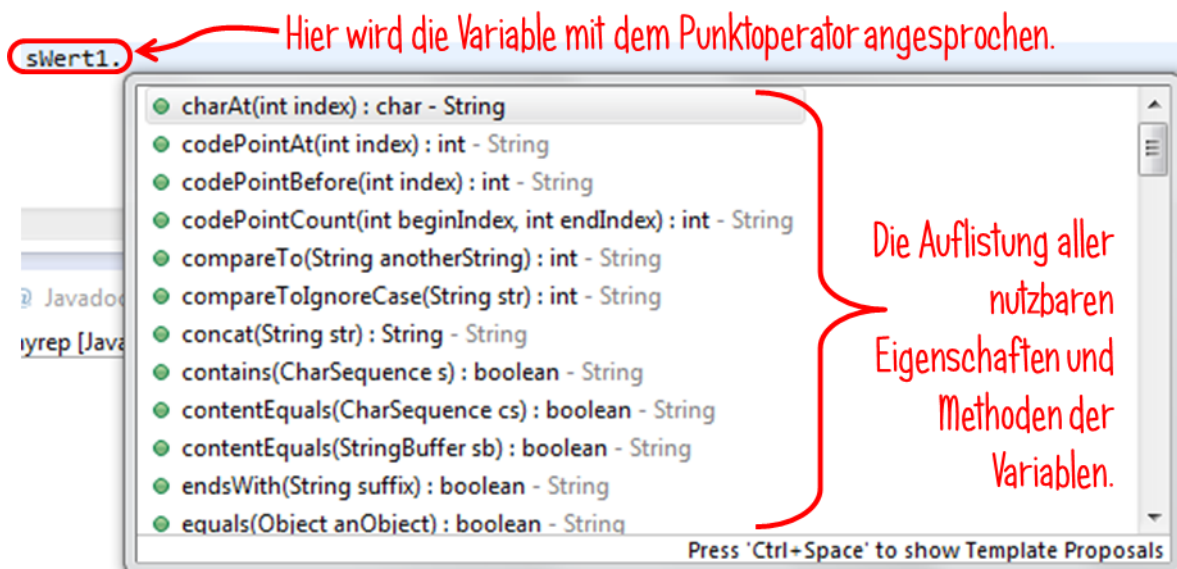 Hier wird die Variable mit dem Punktoperator angesprochen.
sWert1.
charAt(int index) : char - String
codePointAt(int index) : int - String
codePointBefore(int index) : int - String
codePointCount(int beginIndex, int endIndex) : int - String
compareTo(String anotherString) : int - String
compareToIgnoreCase(String str) : int - String
concat(String str) : String - String
contains(CharSequence s) : boolean - String
contentEquals(CharSequence cs) : boolean - String
contentEquals(StringBuffer sb) : boolean - String
endsWith(String suffix) : boolean - String
equals(Object anObject) : boolean - String
Press 'Ctrl+Space' to show Template Proposals
Die Auflistung aller
nutzbaren
Eigenschaften und
Methoden der
Variablen.
@ Javadoc
yrep [Java